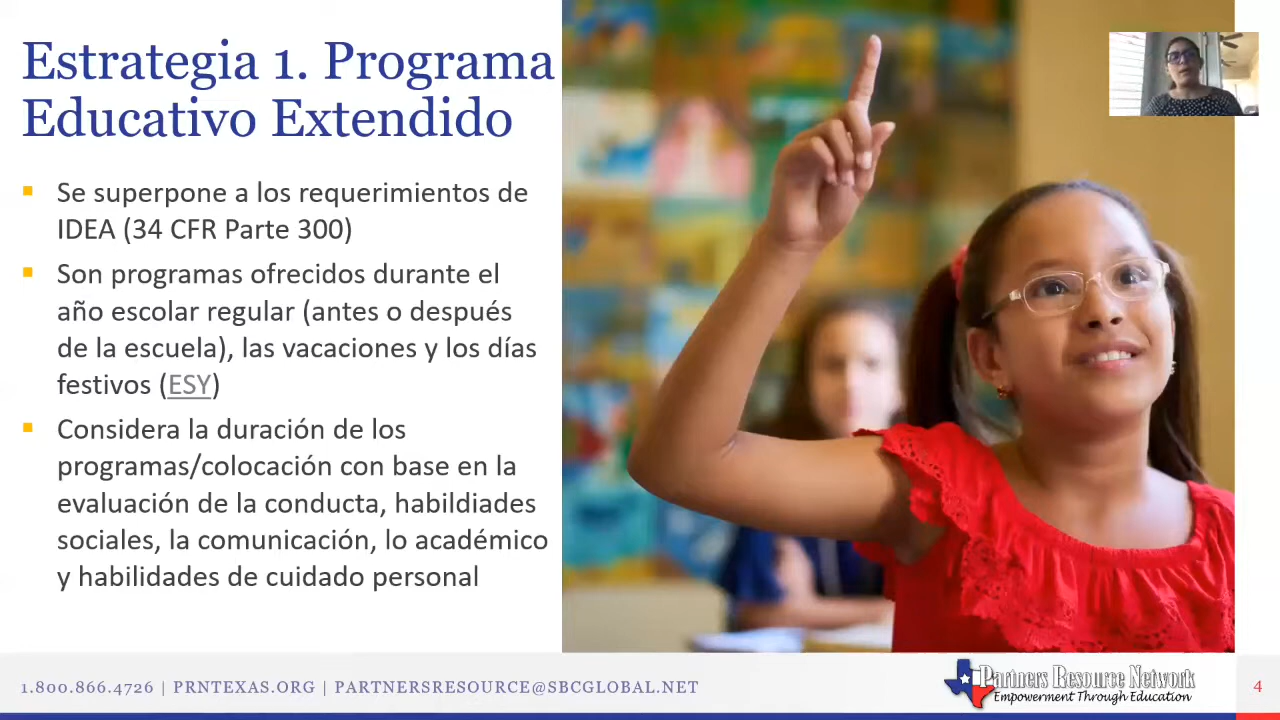 Estrategia 1. Programa
Educativo Extendido
Se superpone a los requerimientos de
IDEA (34 CFR Parte 300)
Son programas ofrecidos durante el
año escolar regular (antes o después
de la escuela), las vacaciones y los días
festivos (ESY)
Considera la duración de los
programas/colocación con base en la
evaluación de la conducta, habildiades
sociales, la comunicación, lo académico
y habilidades de cuidado personal
1.800.866.4726 | PRNTEXAS.ORG | PARTNERSRESOURCE@SBCGLOBAL.NET
Partners Resource Network
Empowerment Through Education
4